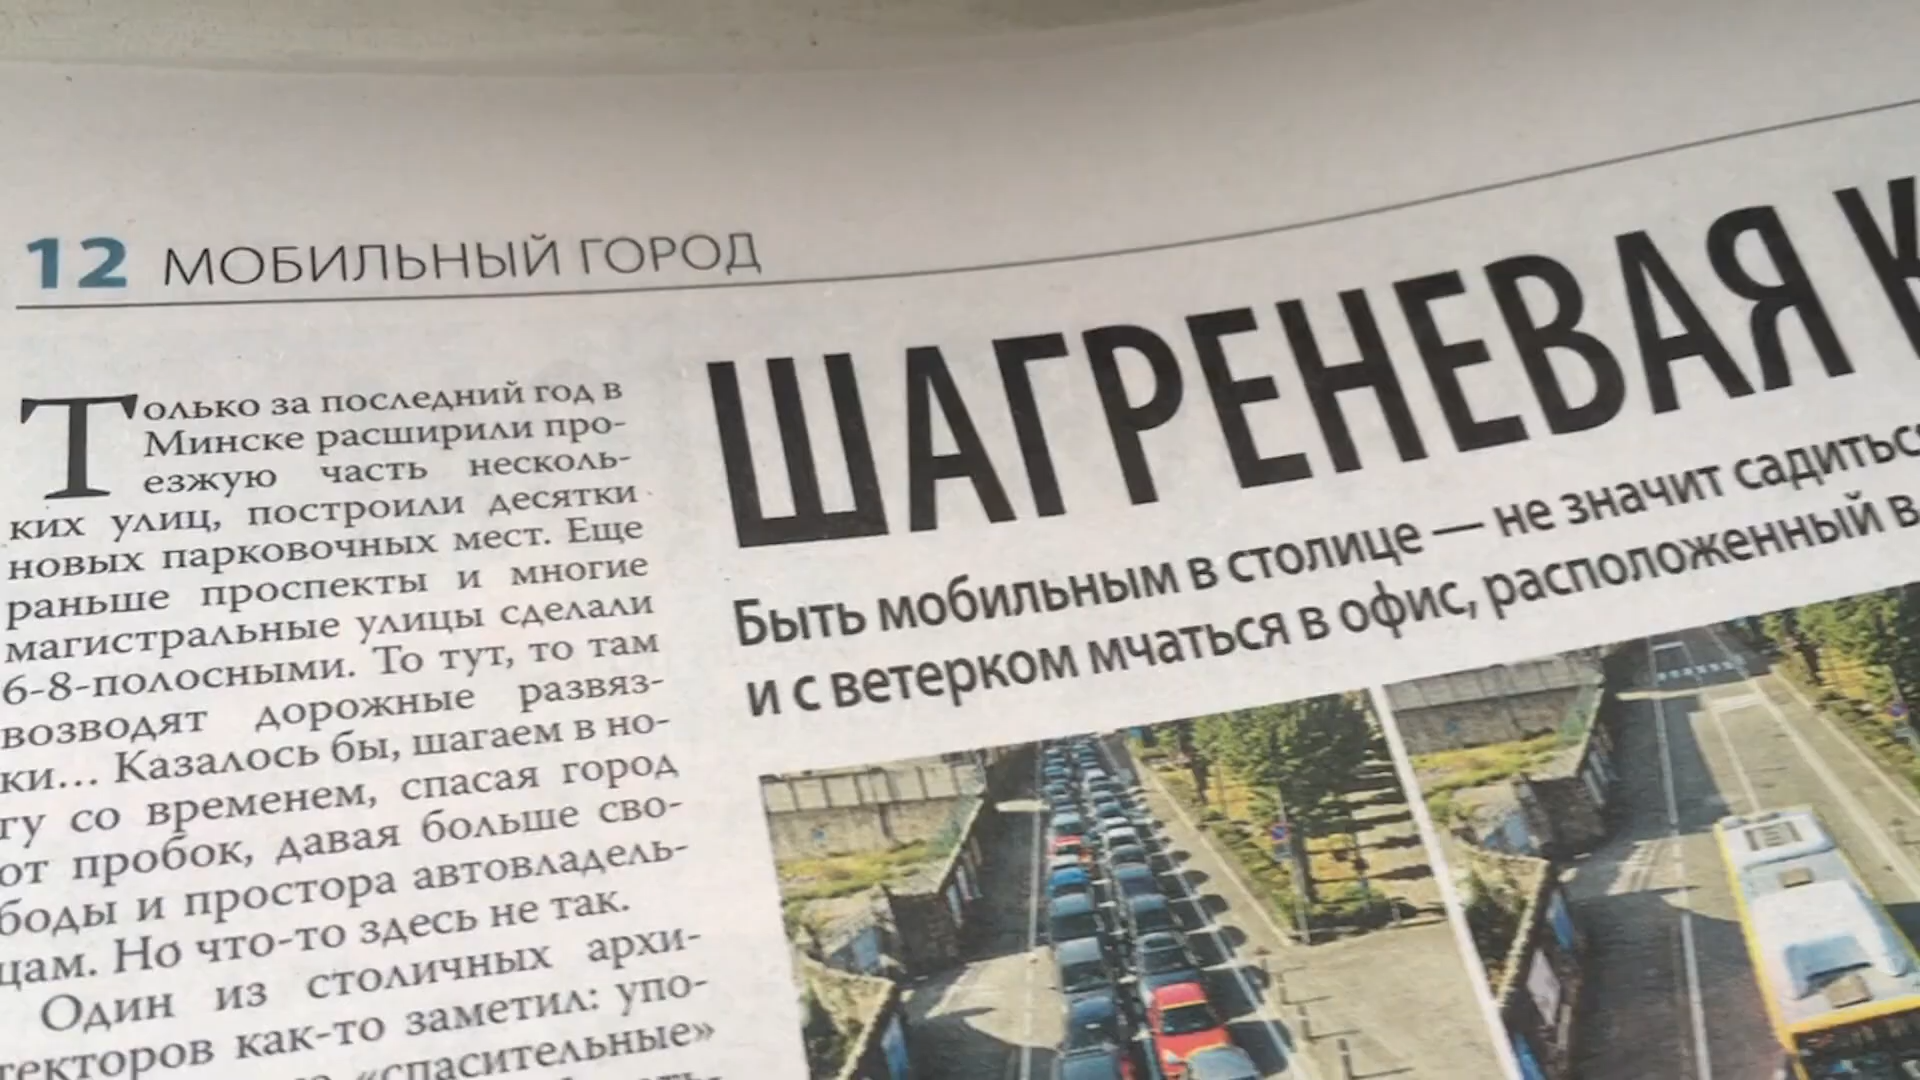 12 МОБИЛЬНЫЙ ГОРОД
ШАГРЕНЕВАЯ
Быть мобильным в столице — не значит садиться
и с ветерком мчаться в офис, расположенный в
Только за последний год в
Минске расширили про-
езжую часть несколь-
ких улиц, построили десятки
новых парковочных мест. Еще
раньше проспекты и многие
магистральные улицы сделали
6-8-полосными. То тут, то там
возводят дорожные развяз-
ки... Казалось бы, шагаем в но-
гу со временем, спасая город
от пробок, давая больше сво-
боды и простора автовладель-
цам. Но что-то здесь не так.
Один из столичных архи-
текторов как-то заметил: упо-
«спасительные»